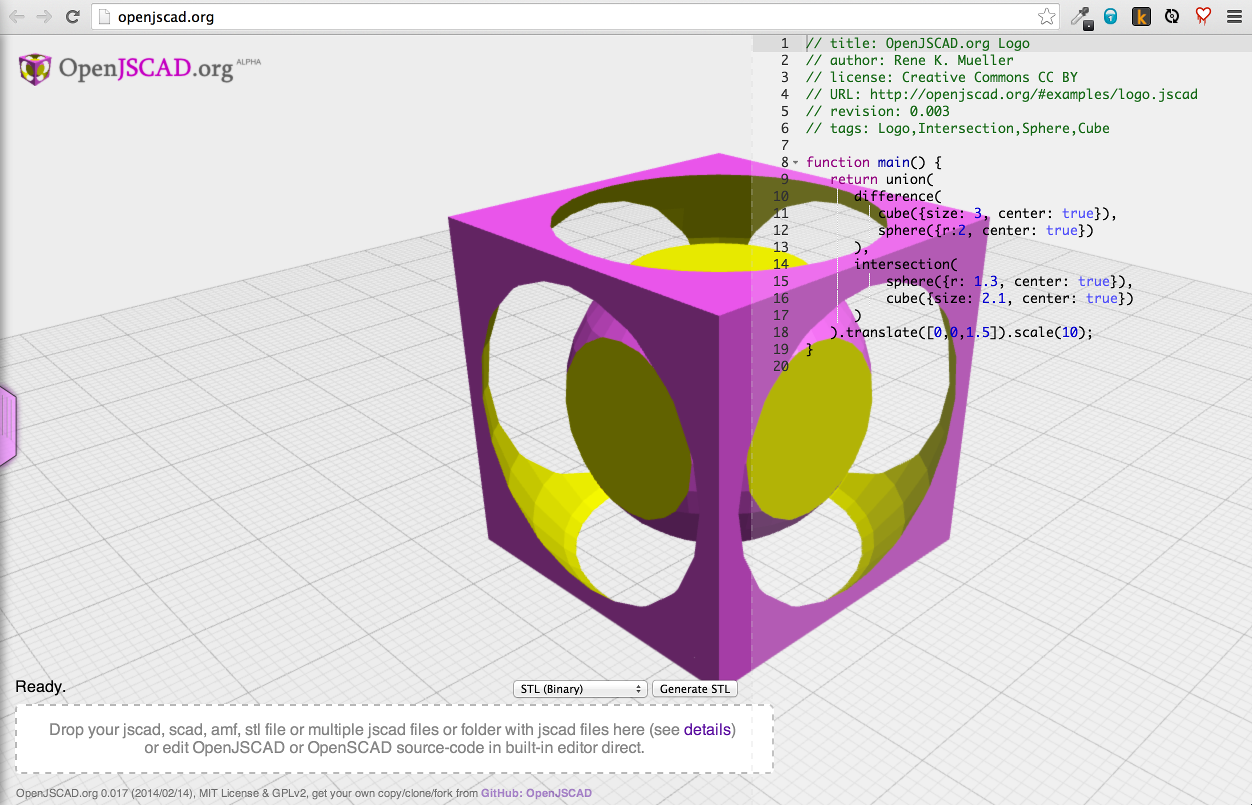 openjscad.org
OpenJSCAD.org ALPHA
1 // title: OpenJSCAD.org Logo
2 // author: Rene K. Mueller
3 // license: Creative Commons CC BY
4 // URL: http://openjscad.org/#examples/logo.jscad
5 // revision: 0.003
6 // tags: Logo,Intersection,Sphere,Cube
7
8 function main() {
9    return union(
10       difference(
11          cube({size: 3, center: true}),
12          sphere({r:2, center: true})
13       ),
14       intersection(
15           sphere({r: 1.3, center: true}),
16           cube({size: 2.1, center: true})
17       )
18    ).translate([0,0,1.5]).scale(10);
19 }
20
Ready.
STL (Binary) Generate STL
Drop your jscad, scad, amf, stl file or multiple jscad files or folder with jscad files here (see details)
or edit OpenJSCAD or OpenSCAD source-code in built-in editor direct.
OpenJSCAD.org 0.017 (2014/02/14), MIT License & GPLv2, get your own copy/clone/fork from GitHub: OpenJSCAD